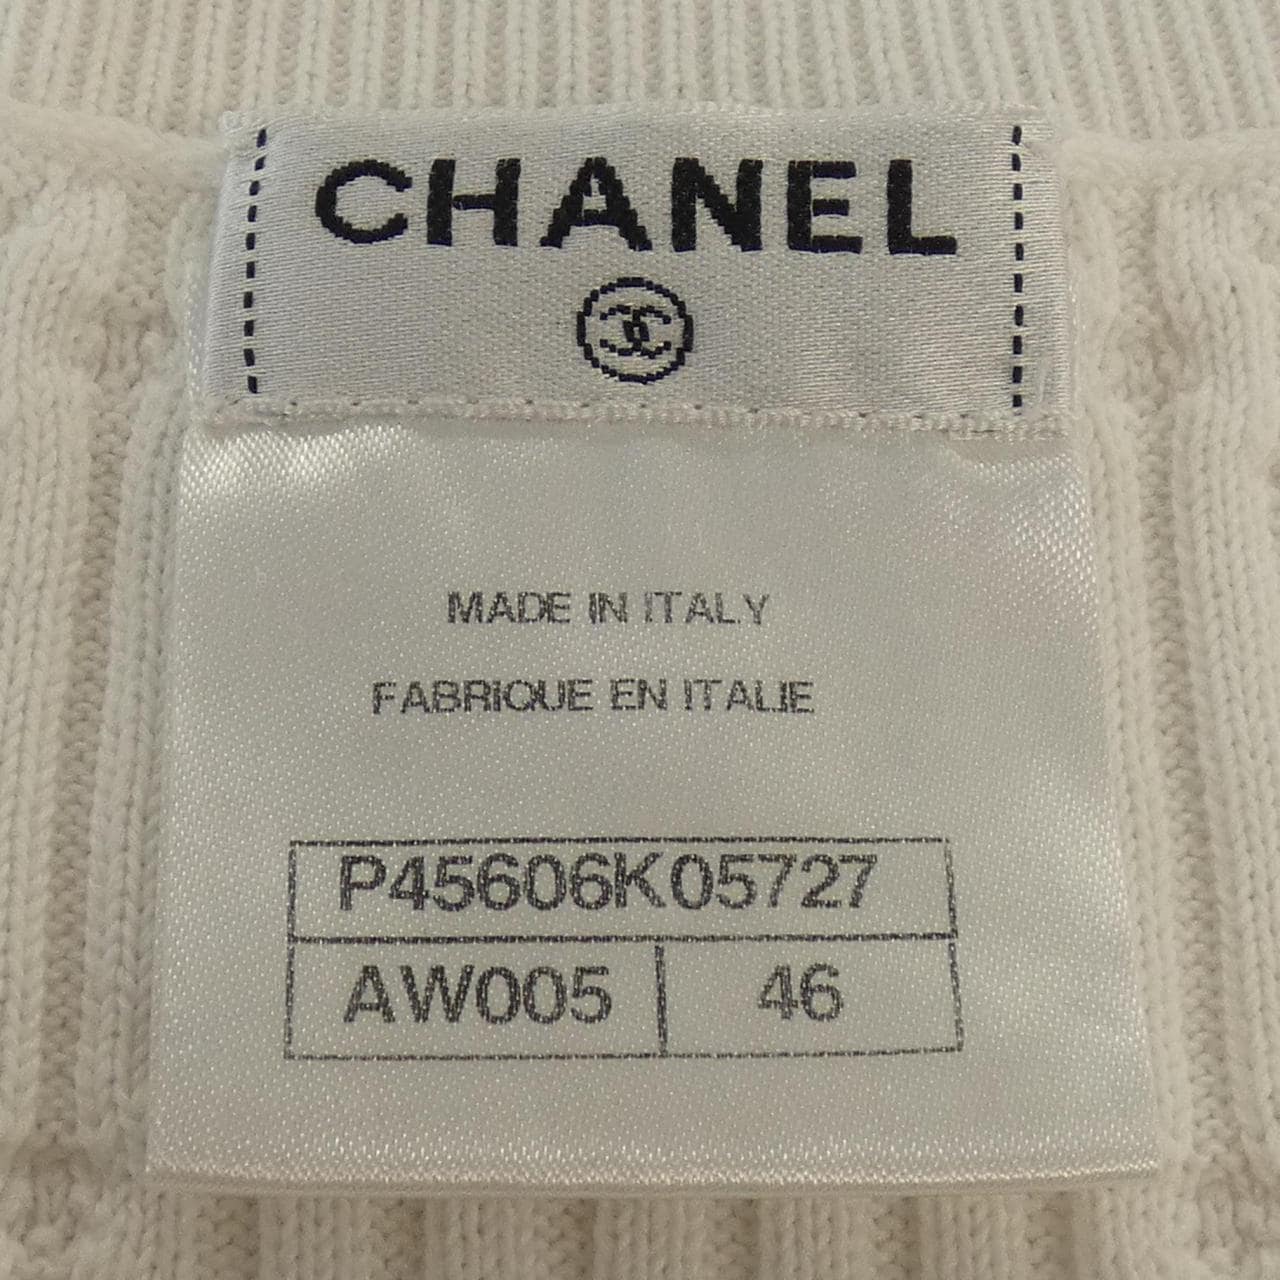 CHANEL
MADE IN ITALY
FABRIQUE EN ITALIE
P45606K05727
AW005 46